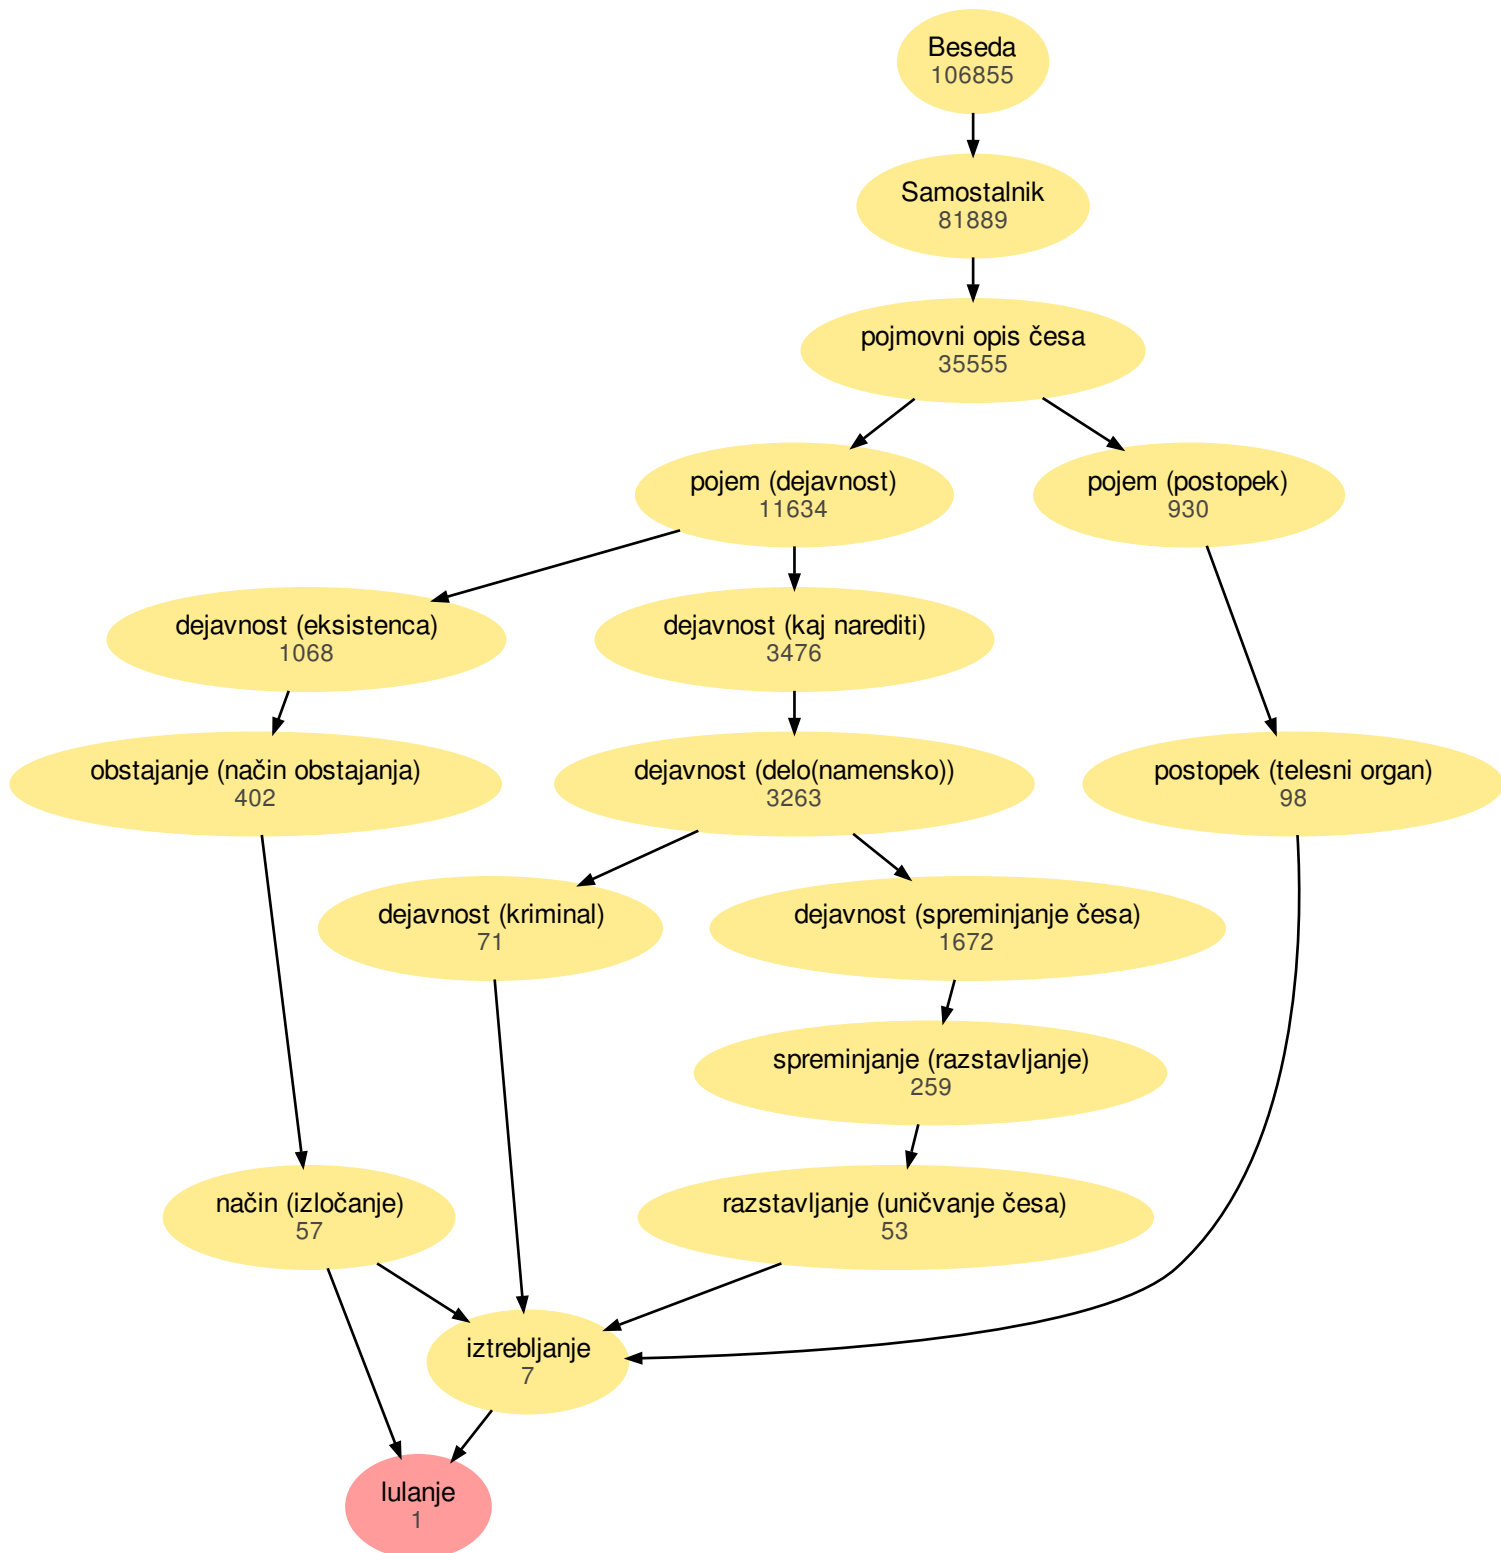 Beseda
106855
Samostalnik
81889
pojmovni opis česa
35555
pojem (dejavnost)
11634
pojem (postopek)
930
dejavnost (eksistenca)
1068
dejavnost (kaj narediti)
3476
obstajanje (način obstajanja)
402
dejavnost (delo(namensko))
3263
postopek (telesni organ)
98
dejavnost (kriminal)
71
dejavnost (spreminjanje česa)
1672
spreminjanje (razstavljanje)
259
način (izločanje)
57
razstavljanje (uničvanje česa)
53
iztrebljanje
7
lulanje
1